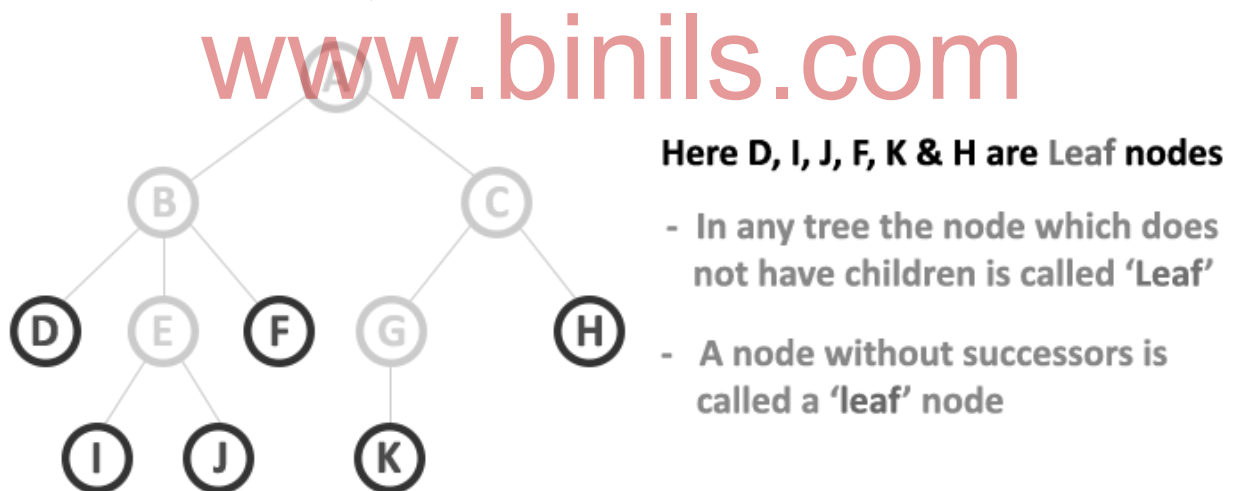 www.binils.com
A
Here D, I, J, F, K & H are Leaf nodes
B
C
- In any tree the node which does
not have children is called ‘Leaf’
D
E
F
G
H
- A node without successors is
called a ‘leaf’ node
I
J
K